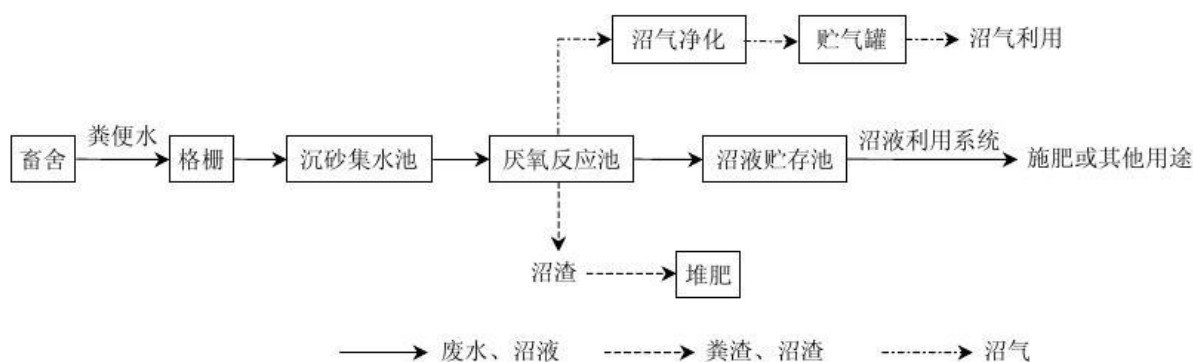 沼气净化
贮气罐
沼气利用
畜舍
粪便水
格栅
沉砂集水池
厌氧反应池
沼液贮存池
沼液利用系统
施肥或其他用途
沼渣
堆肥
废水、沼液
粪渣、沼渣
沼气